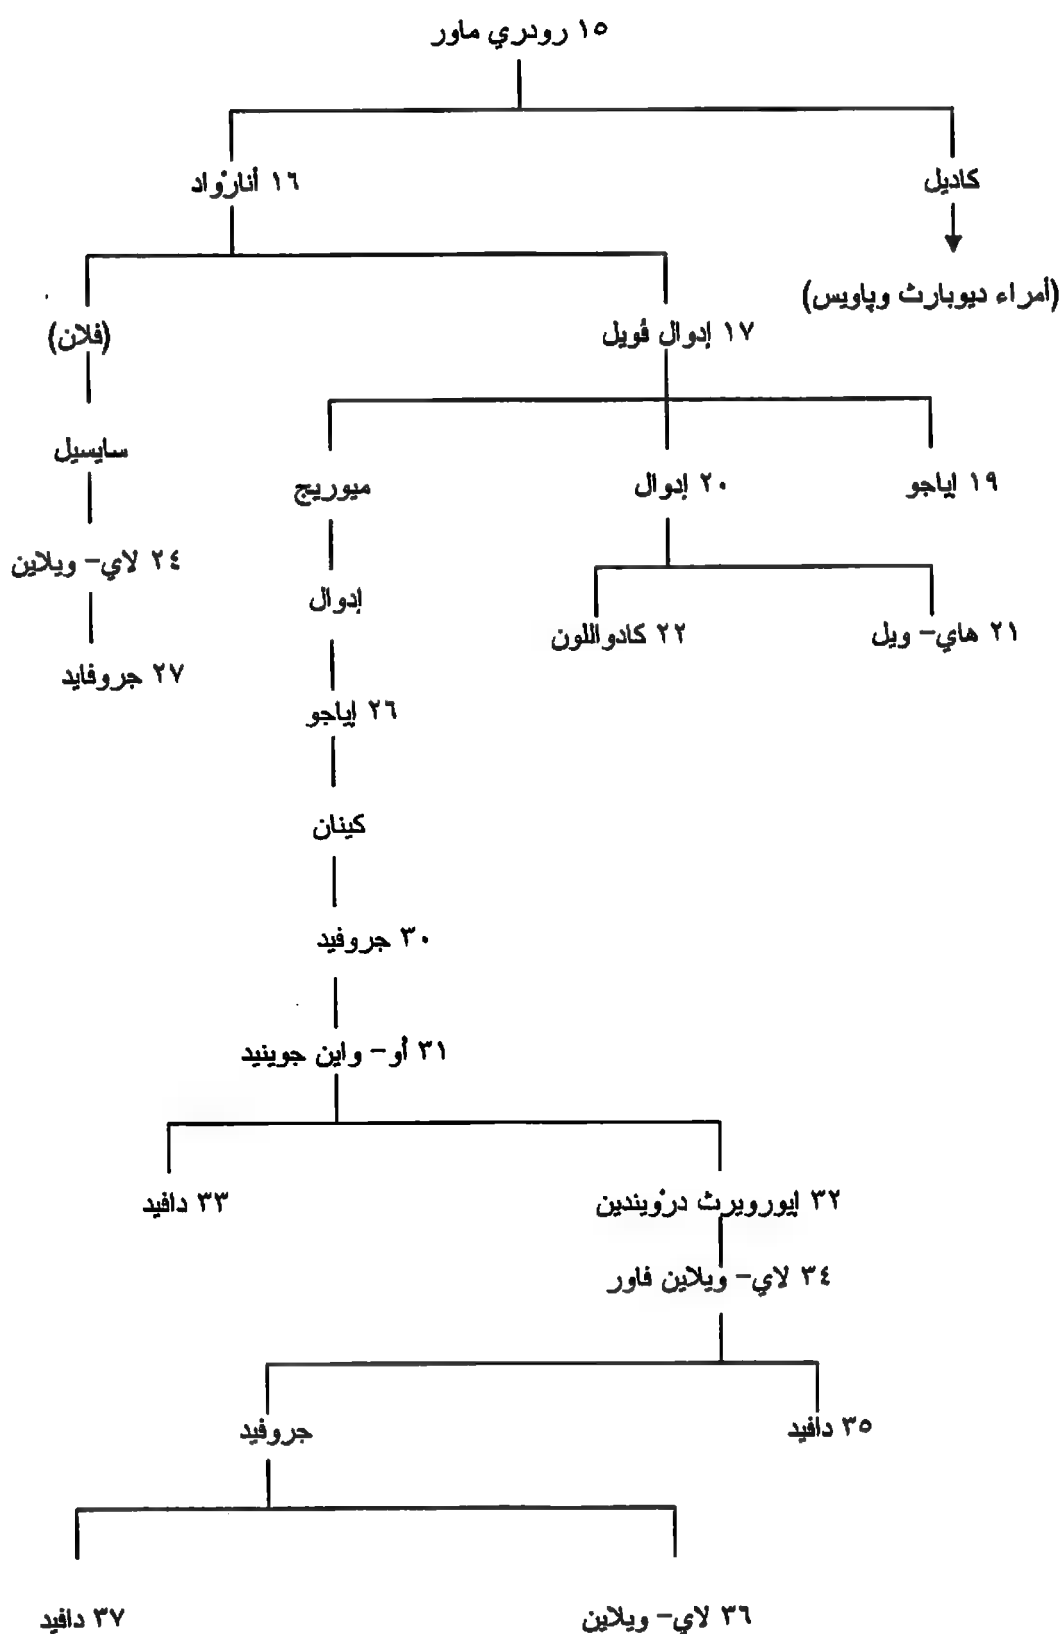 ١٥ رودري ماور
كاديل
١٦ أنارْواد
(أمراء ديوبارث وپاويس)
١٧ إدوال ڤويل
(فلان)
١٩ إياجو
٢٠ إدوال
ميوريج
سايسيل
٢١ هاي- ويل
٢٢ كادواللون
إدوال
٢٤ لاي- ويلاين
٢٧ جروفايد
٢٦ إياجو
كينان
٣٠ جروفيد
٣١ أو- واين جوينيد
٣٢ إيورويرث درْويندين
٣٣ دافيد
٣٤ لاي- ويلاين فاور
٣٥ دافيد
جروفيد
٣٦ لاي- ويلاين
٣٧ دافيد